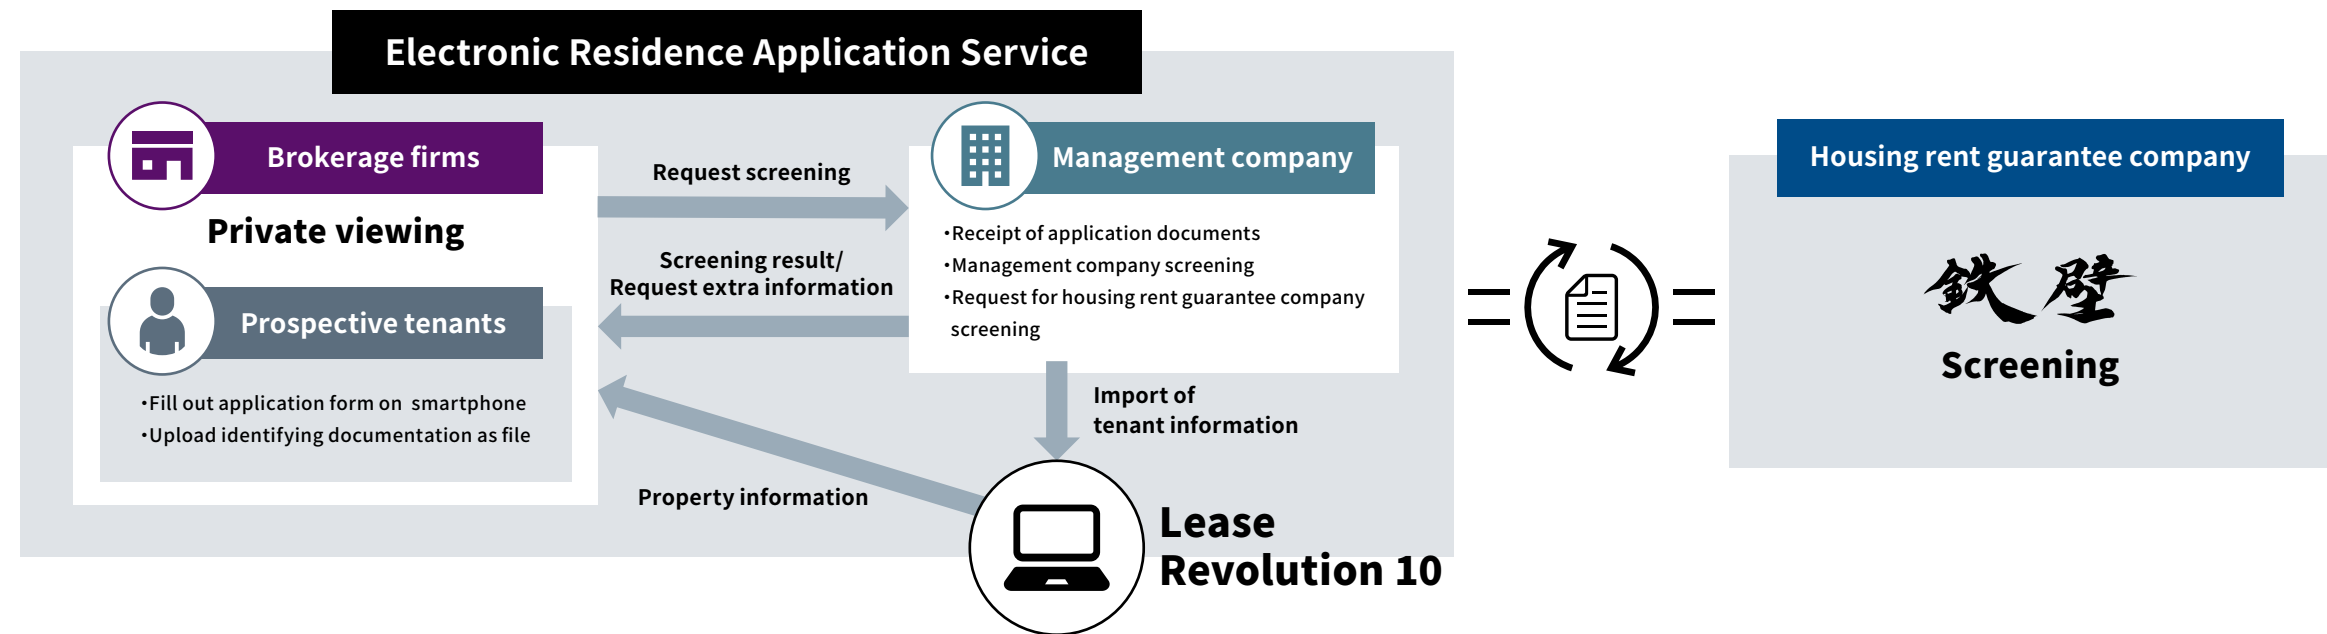 Electronic Residence Application Service
Brokerage firms
Private viewing
Prospective tenants
・Fill out application form on smartphone
・Upload identifying documentation as file
Request screening
Screening result/
Request extra information
Property information
Management company
・Receipt of application documents
・Management company screening
・Request for housing rent guarantee company
screening
Import of
tenant information
Lease
Revolution 10
Housing rent guarantee company
鉄壁
Screening